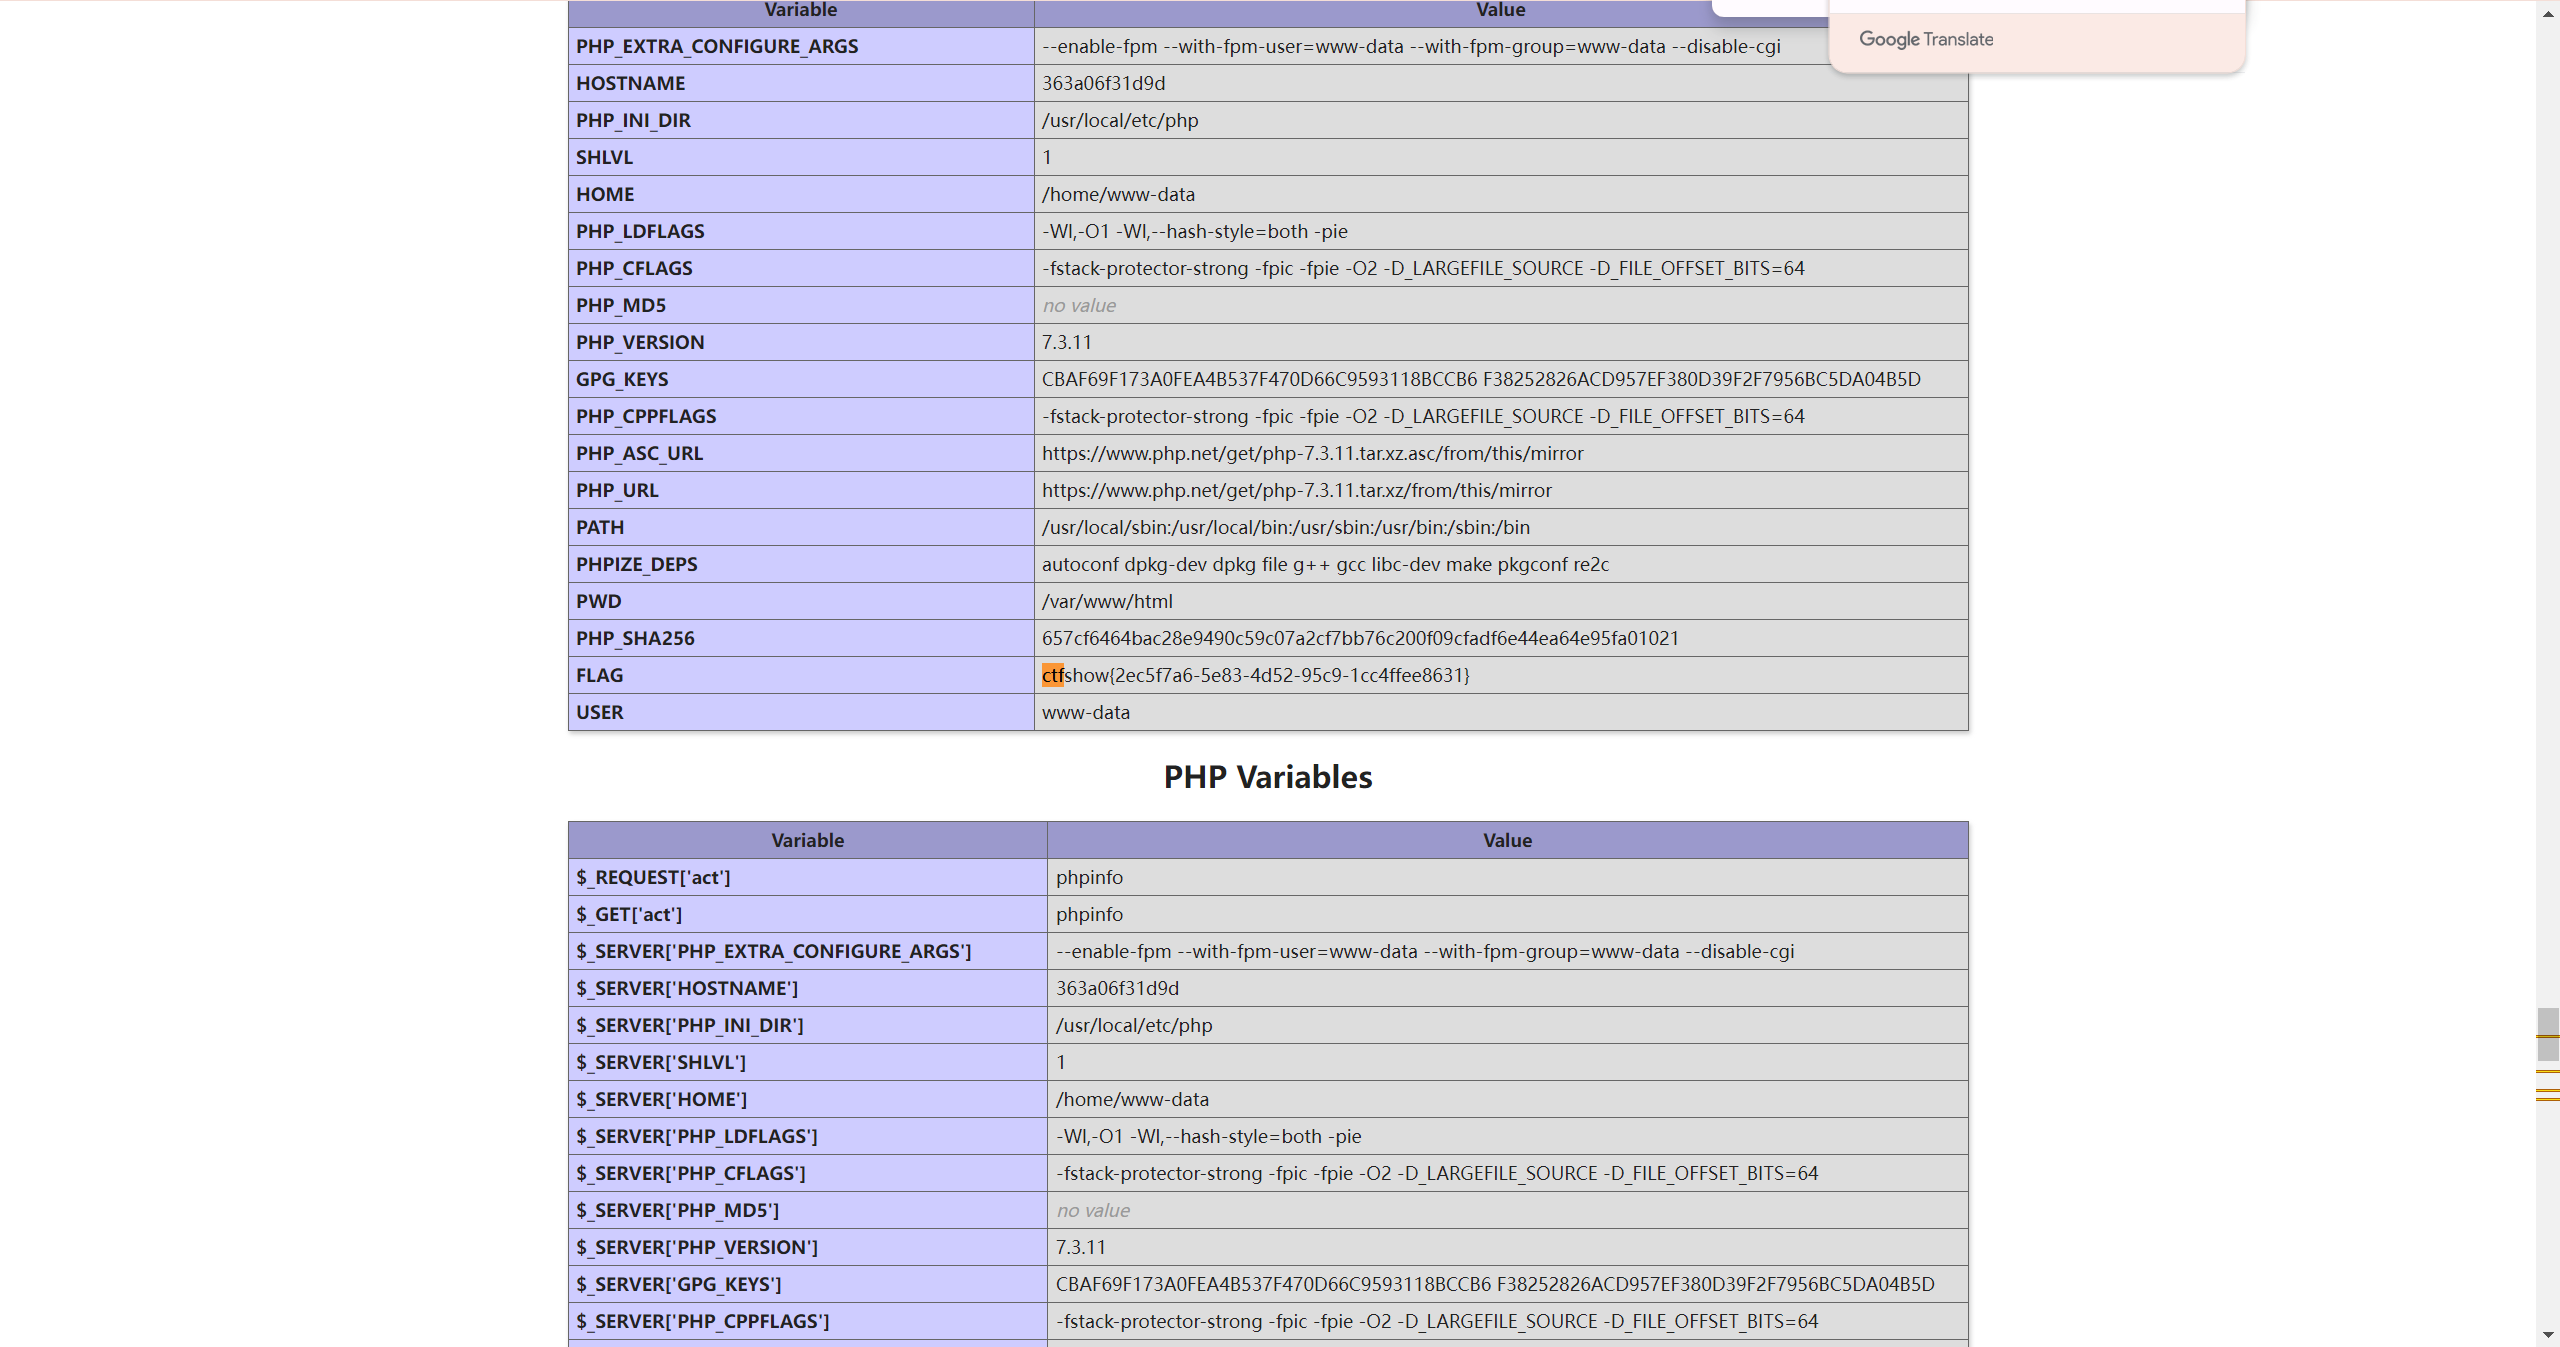 Variable Value
PHP_EXTRA_CONFIGURE_ARGS --enable-fpm --with-fpm-user=www-data --with-fpm-group=www-data --disable-cgi
Google Translate
HOSTNAME 363a06f31d9d
PHP_INI_DIR /usr/local/etc/php
SHLVL 1
HOME /home/www-data
PHP_LDFLAGS -Wl,-O1 -Wl,--hash-style=both -pie
PHP_CFLAGS -fstack-protector-strong -fpic -fpie -O2 -D_LARGEFILE_SOURCE -D_FILE_OFFSET_BITS=64
PHP_MD5 no value
PHP_VERSION 7.3.11
GPG_KEYS CBAF69F173A0FEA4B537F470D66C9593118BCCB6 F38252826ACD957EF380D39F2F7956BC5DA04B5D
PHP_CPPFLAGS -fstack-protector-strong -fpic -fpie -O2 -D_LARGEFILE_SOURCE -D_FILE_OFFSET_BITS=64
PHP_ASC_URL https://www.php.net/get/php-7.3.11.tar.xz.asc/from/this/mirror
PHP_URL https://www.php.net/get/php-7.3.11.tar.xz/from/this/mirror
PATH /usr/local/sbin:/usr/local/bin:/usr/sbin:/usr/bin:/sbin:/bin
PHPIZE_DEPS autoconf dpkg-dev dpkg file g++ gcc libc-dev make pkgconf re2c
PWD /var/www/html
PHP_SHA256 657cf6464bac28e9490c59c07a2cf7bb76c200f09cfadf6e44ea64e95fa01021
FLAG ctfshow{2ec5f7a6-5e83-4d52-95c9-1cc4ffee8631}
USER www-data
PHP Variables
Variable Value
$_REQUEST['act'] phpinfo
$_GET['act'] phpinfo
$_SERVER['PHP_EXTRA_CONFIGURE_ARGS'] --enable-fpm --with-fpm-user=www-data --with-fpm-group=www-data --disable-cgi
$_SERVER['HOSTNAME'] 363a06f31d9d
$_SERVER['PHP_INI_DIR'] /usr/local/etc/php
$_SERVER['SHLVL'] 1
$_SERVER['HOME'] /home/www-data
$_SERVER['PHP_LDFLAGS'] -Wl,-O1 -Wl,--hash-style=both -pie
$_SERVER['PHP_CFLAGS'] -fstack-protector-strong -fpic -fpie -O2 -D_LARGEFILE_SOURCE -D_FILE_OFFSET_BITS=64
$_SERVER['PHP_MD5'] no value
$_SERVER['PHP_VERSION'] 7.3.11
$_SERVER['GPG_KEYS'] CBAF69F173A0FEA4B537F470D66C9593118BCCB6 F38252826ACD957EF380D39F2F7956BC5DA04B5D
$_SERVER['PHP_CPPFLAGS'] -fstack-protector-strong -fpic -fpie -O2 -D_LARGEFILE_SOURCE -D_FILE_OFFSET_BITS=64